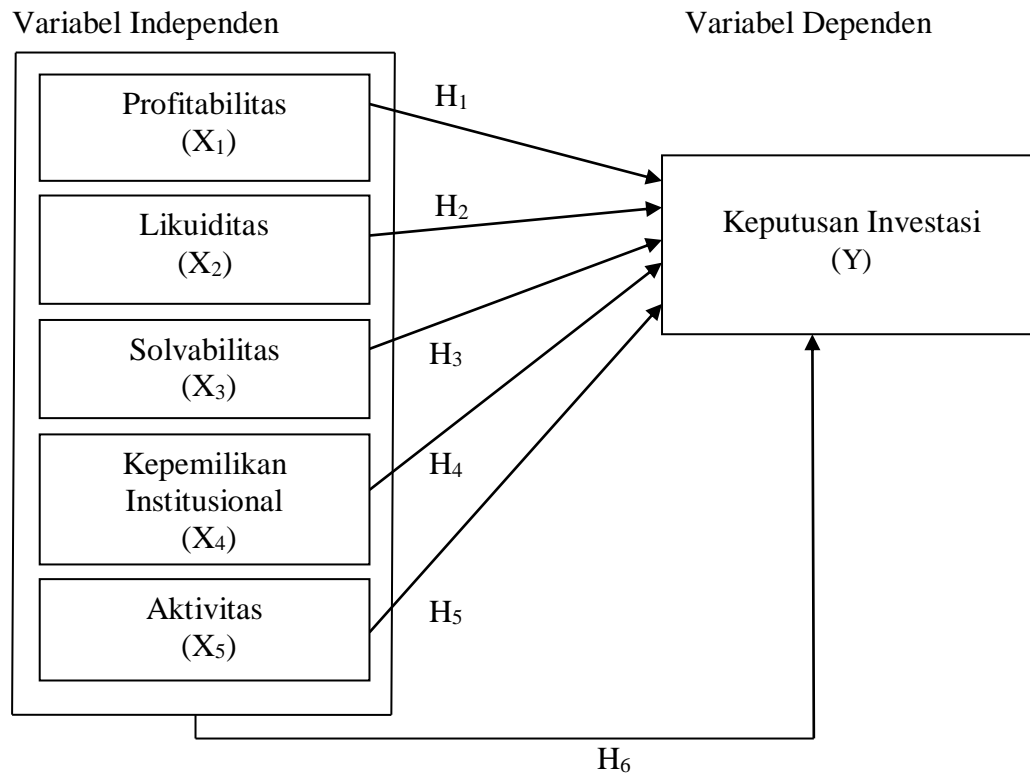 Variabel Independen
Variabel Dependen
Profitabilitas
(X₁)
H₁
Likuiditas
(X₂)
H₂
Keputusan Investasi
(Y)
Solvabilitas
(X₃)
H₃
Kepemilikan
Institusional
(X₄)
H₄
Aktivitas
(X₅)
H₅
H₆